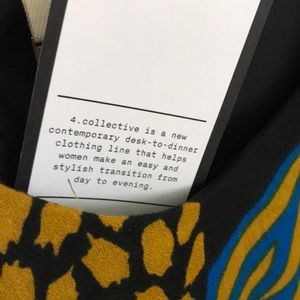 4.collective is a new
contemporary desk-to-dinner
clothing line that helps
women make an easy and
stylish transition from
day to evening.